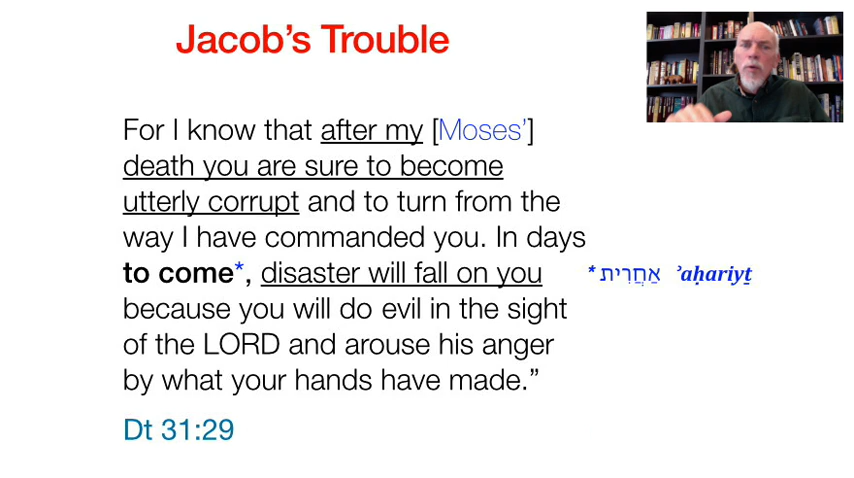 Jacob’s Trouble
For I know that after my [Moses’]
death you are sure to become
utterly corrupt and to turn from the
way I have commanded you. In days
to come*, disaster will fall on you
* אַחֲרִית ʾaḥariyṯ
because you will do evil in the sight
of the LORD and arouse his anger
by what your hands have made.”
Dt 31:29